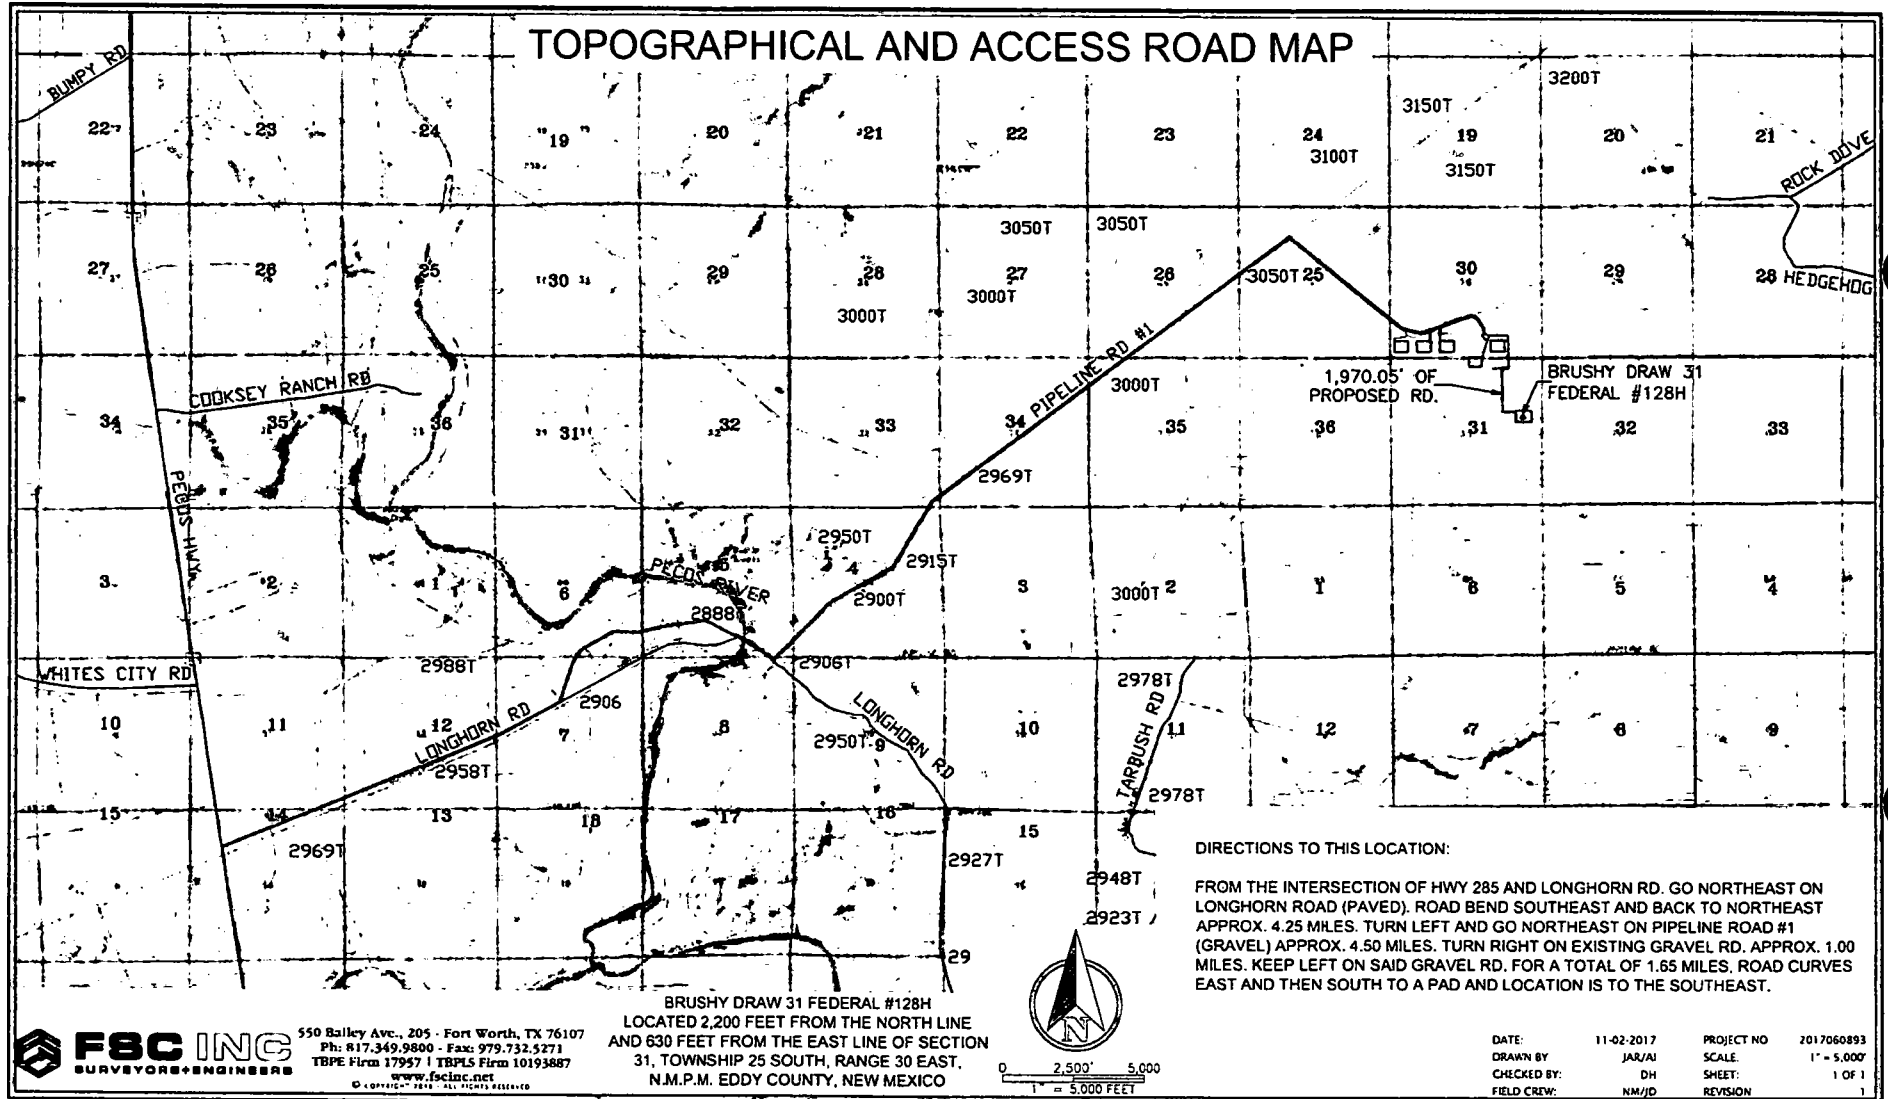 TOPOGRAPHICAL AND ACCESS ROAD MAP
BUMPY RD
3200T
3150T
22 23 24 19 20 21 22 23 24 19 20 21
3100T
3150T
ROCK DOVE
3050T
3050T
27 26 25 30 29 28 27 26 3050T 25 30 29 28 HEDGEHOG
3000T
3000T
PIPELINE RD #1
COOKSEY RANCH RD
3000T
1,970.05' OF
PROPOSED RD.
BRUSHY DRAW 31
FEDERAL #128H
34 35 36 31 32 33 34 35 36 31 32 33
2969T
PECOS HWY
2950T
2915T
PECOS RIVER
3 2 1 6 5 4 3 2 1 6 5 4
2900T
3000T
2888T
2988T
2906T
WHITES CITY RD
2978T
2906
LONGHORN RD
LONGHORN RD
TARBUSH RD
10 11 12 7 8 9 10 11 12 7 8 9
2950T
2958T
2978T
15 14 13 18 17 16 15
2969T
2927T
2948T
2923T
29
DIRECTIONS TO THIS LOCATION:
FROM THE INTERSECTION OF HWY 285 AND LONGHORN RD. GO NORTHEAST ON
LONGHORN ROAD (PAVED). ROAD BEND SOUTHEAST AND BACK TO NORTHEAST
APPROX. 4.25 MILES. TURN LEFT AND GO NORTHEAST ON PIPELINE ROAD #1
(GRAVEL) APPROX. 4.50 MILES. TURN RIGHT ON EXISTING GRAVEL RD. APPROX. 1.00
MILES. KEEP LEFT ON SAID GRAVEL RD. FOR A TOTAL OF 1.65 MILES. ROAD CURVES
EAST AND THEN SOUTH TO A PAD AND LOCATION IS TO THE SOUTHEAST.
FSC INC
SURVEYORS+ENGINEERS
550 Bailey Ave., 205 - Fort Worth, TX 76107
Ph: 817.349.9800 - Fax: 979.732.5271
TBPE Firm 17957 | TBPLS Firm 10193887
www.fscinc.net
© COPYRIGHT 2016 - ALL RIGHTS RESERVED
BRUSHY DRAW 31 FEDERAL #128H
LOCATED 2,200 FEET FROM THE NORTH LINE
AND 630 FEET FROM THE EAST LINE OF SECTION
31, TOWNSHIP 25 SOUTH, RANGE 30 EAST,
N.M.P.M. EDDY COUNTY, NEW MEXICO
N
0 2,500' 5,000'
1" = 5,000 FEET
DATE: 11-02-2017 PROJECT NO 2017060893
DRAWN BY JAR/AI SCALE. 1" = 5,000'
CHECKED BY: DH SHEET: 1 OF 1
FIELD CREW: NM/JD REVISION 1